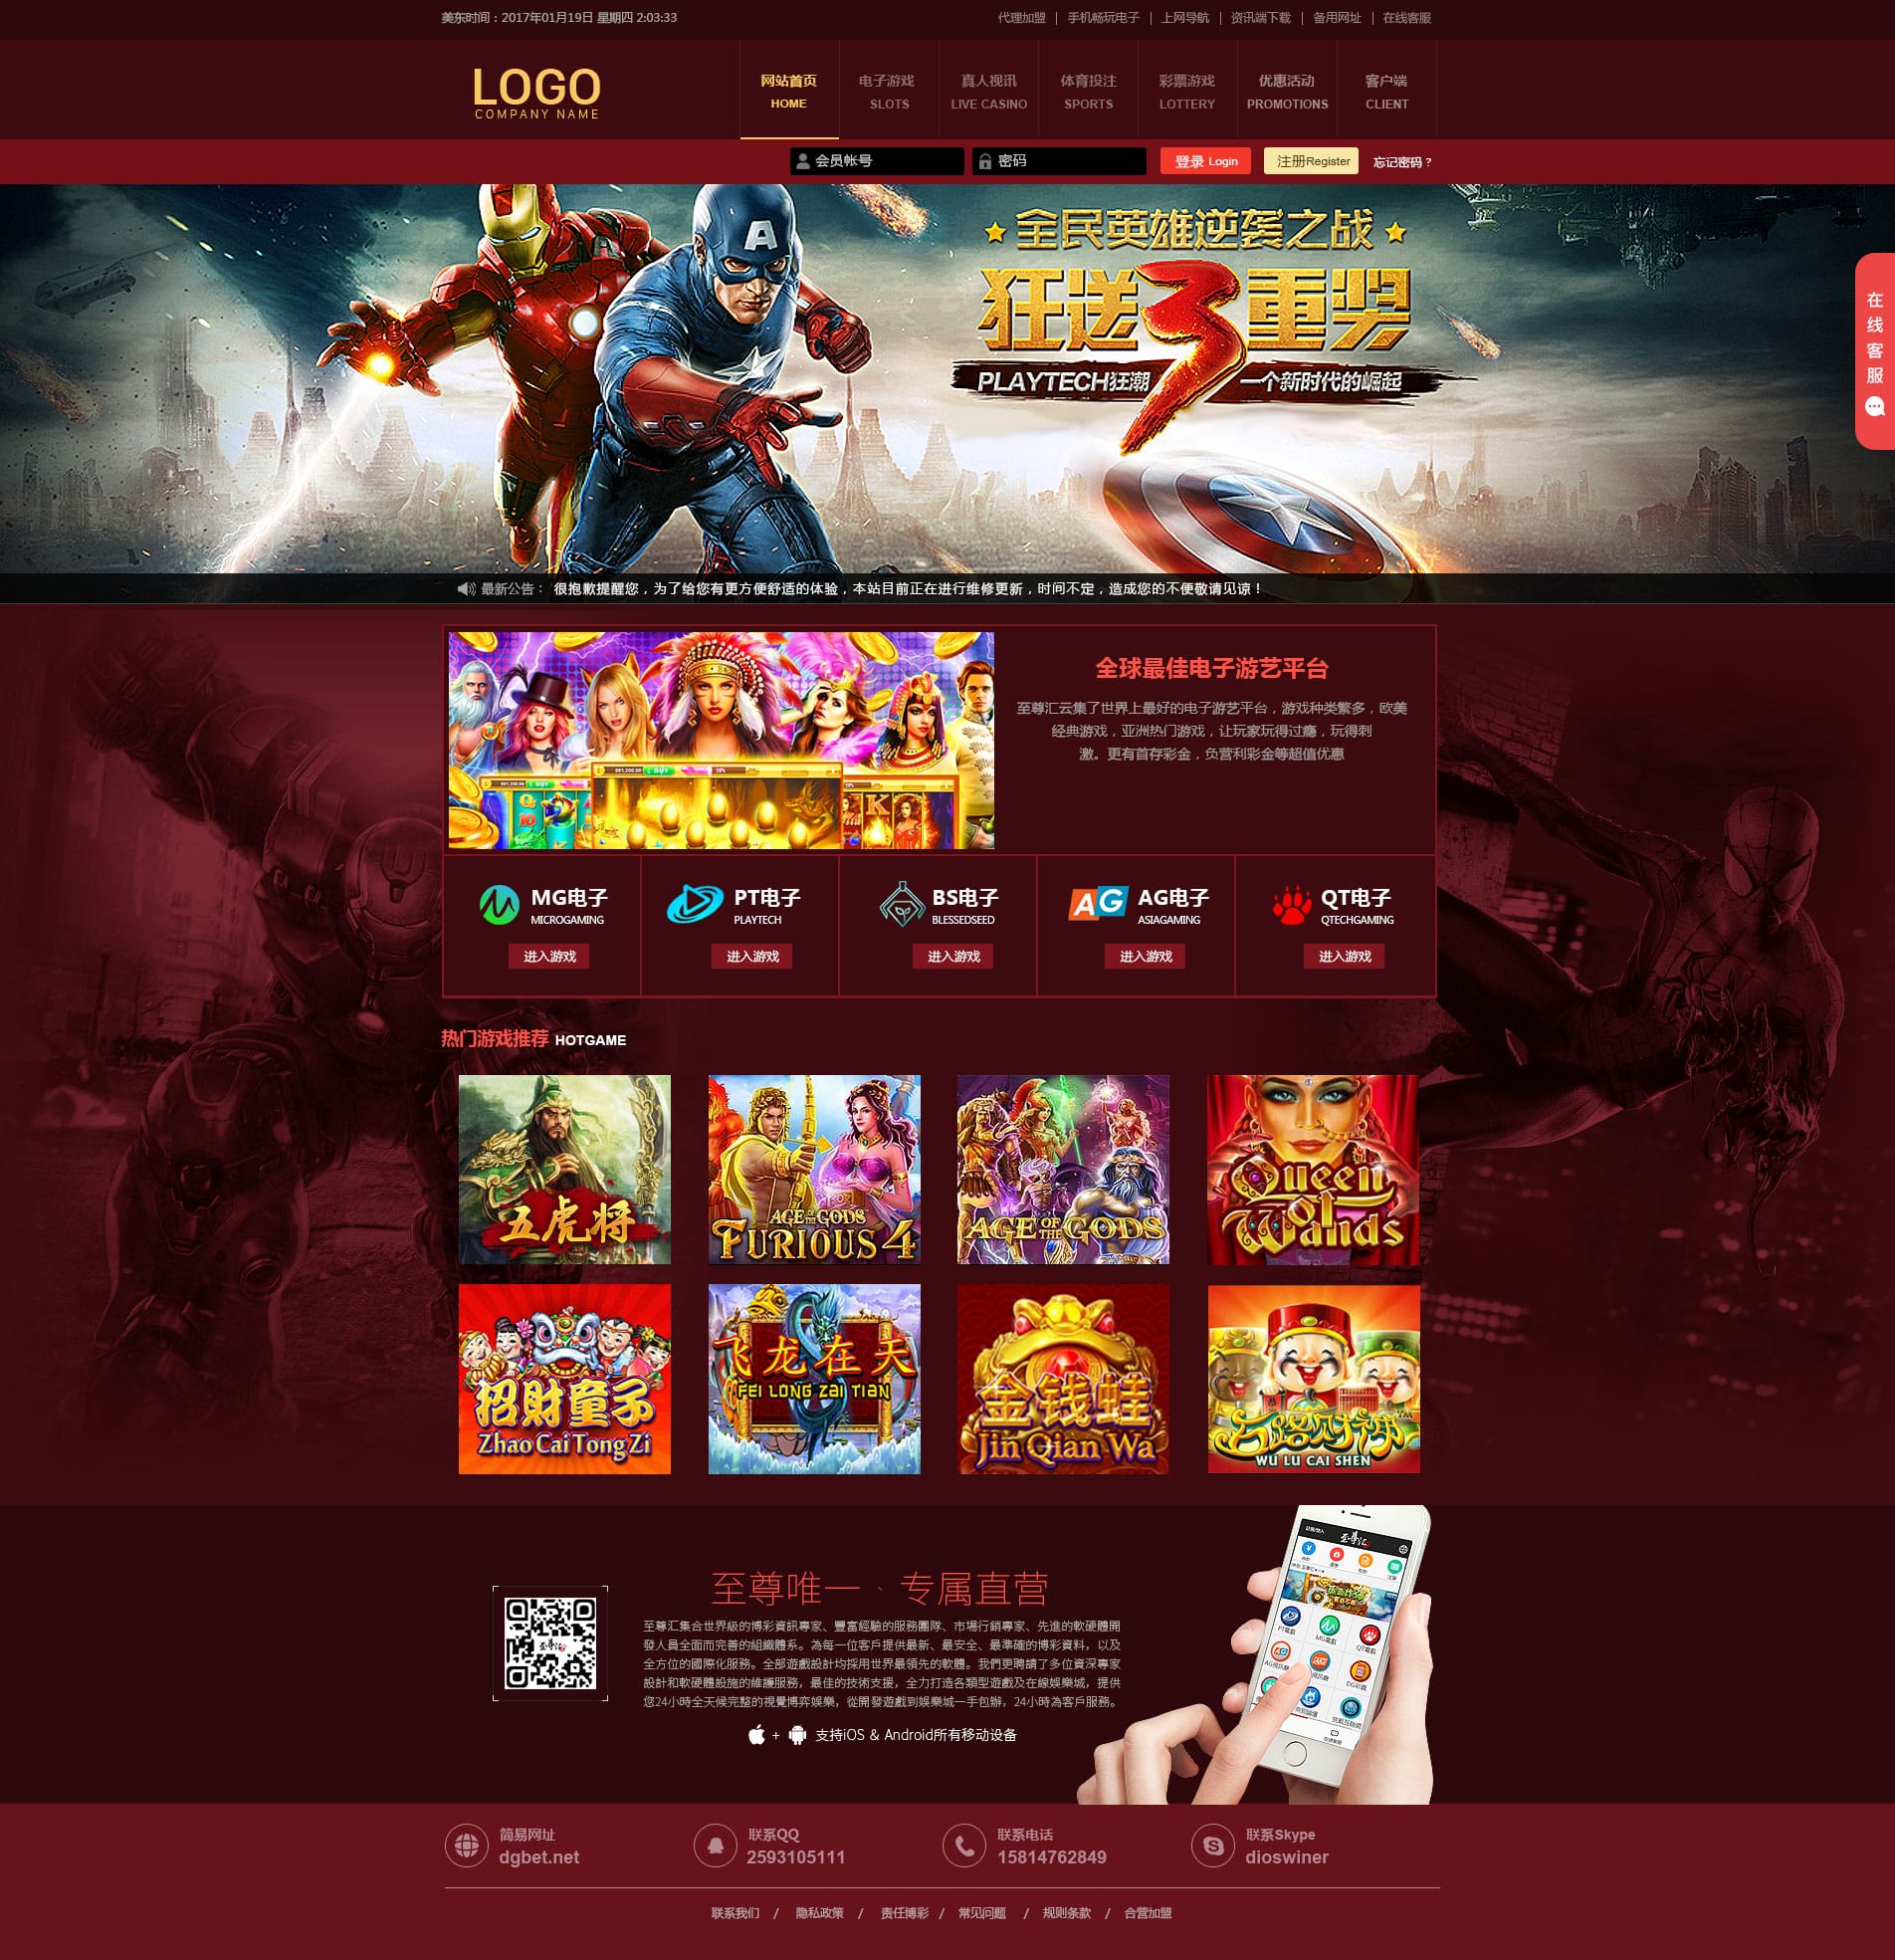 美东时间：2017年01月19日 星期四 2:03:33
代理加盟 | 手机畅玩电子 | 上网导航 | 资讯端下载 | 备用网址 | 在线客服
LOGO
COMPANY NAME
网站首页 电子游戏 真人视讯 体育投注 彩票游戏 优惠活动 客户端
HOME SLOTS LIVE CASINO SPORTS LOTTERY PROMOTIONS CLIENT
会员帐号 密码 登录 Login 注册Register 忘记密码？
全民英雄逆袭之战
狂送3重奖
PLAYTECH狂潮 一个新时代的崛起
在线客服
最新公告： 很抱歉提醒您，为了给您有更方便舒适的体验，本站目前正在进行维修更新，时间不定，造成您的不便敬请见谅！
全球最佳电子游艺平台
至尊汇云集了世界上最好的电子游艺平台，游戏种类繁多，欧美
经典游戏，亚洲热门游戏，让玩家玩得过瘾，玩得刺
激。更有首存彩金，负营利彩金等超值优惠
MG电子 PT电子 BS电子 AG AG电子 QT电子
MICROGAMING PLAYTECH BLESSEDSEED ASIAGAMING QTECHGAMING
进入游戏 进入游戏 进入游戏 进入游戏 进入游戏
热门游戏推荐 HOTGAME
五虎将
AGE OF THE GODS
FURIOUS 4
AGE OF THE GODS
Queen of Wands
招財童子
Zhao Cai Tong Zi
飞龙在天
FEI LONG ZAI TIAN
金钱蛙
Jin Qian Wa
WU LU CAI SHEN
至尊唯一、专属直营
至尊汇集合世界級的博彩資訊專家、豐富經驗的服務團隊、市場行銷專家、先進的軟硬體開
發人員全面而完善的組織體系。為每一位客戶提供最新、最安全、最準確的博彩資料，以及
全方位的國際化服務。全部遊戲設計均採用世界最領先的軟體。我們更聘請了多位資深專家
設計和軟硬體設施的維護服務，最佳的技術支援，全力打造各類型遊戲及在線娛樂城，提供
您24小時全天候完整的視覺博弈娛樂，從開發遊戲到娛樂城一手包辦，24小時為客戶服務。
+ 支持iOS & Android所有移动设备
至尊汇
PT電戲 MG電戲 QT電戲
简易网址 联系QQ 联系电话 联系Skype
dgbet.net 2593105111 15814762849 dioswiner
联系我们 / 隐私政策 / 责任博彩 / 常见问题 / 规则条款 / 合营加盟